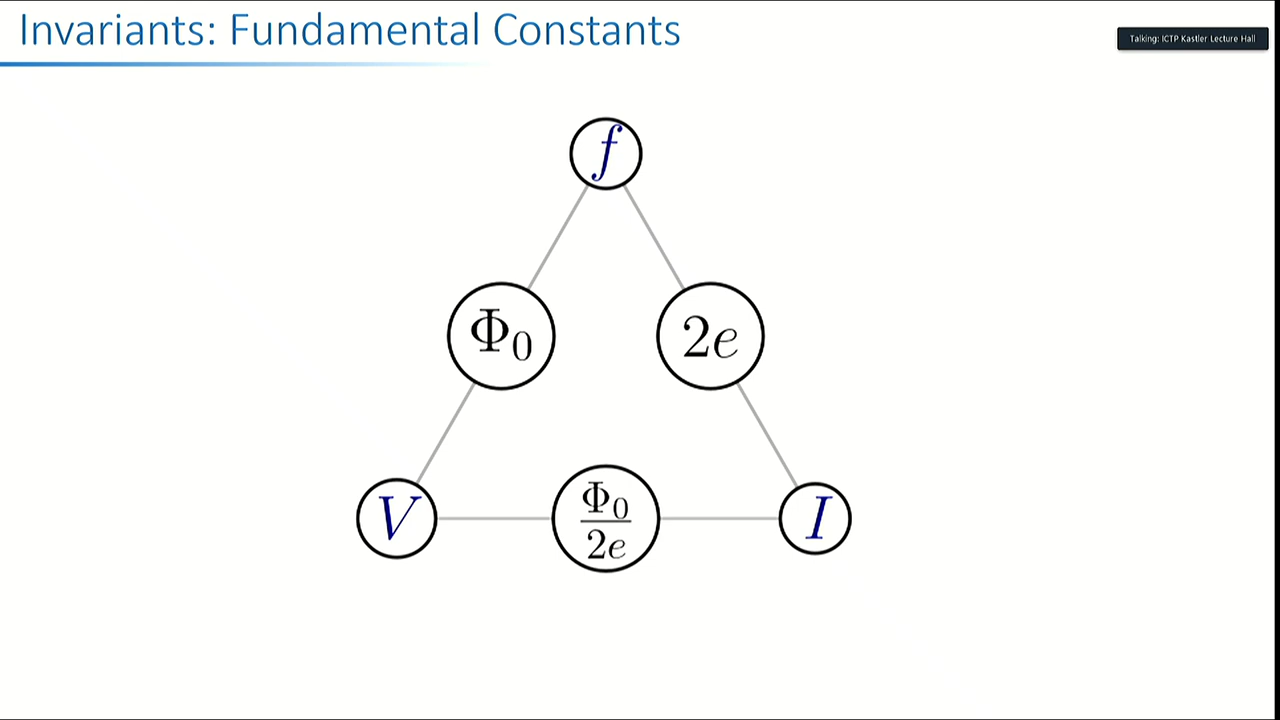 Invariants: Fundamental Constants
Talking: ICTP Kastler Lecture Hall
f
Φ0
2e
V
Φ0
2e
I